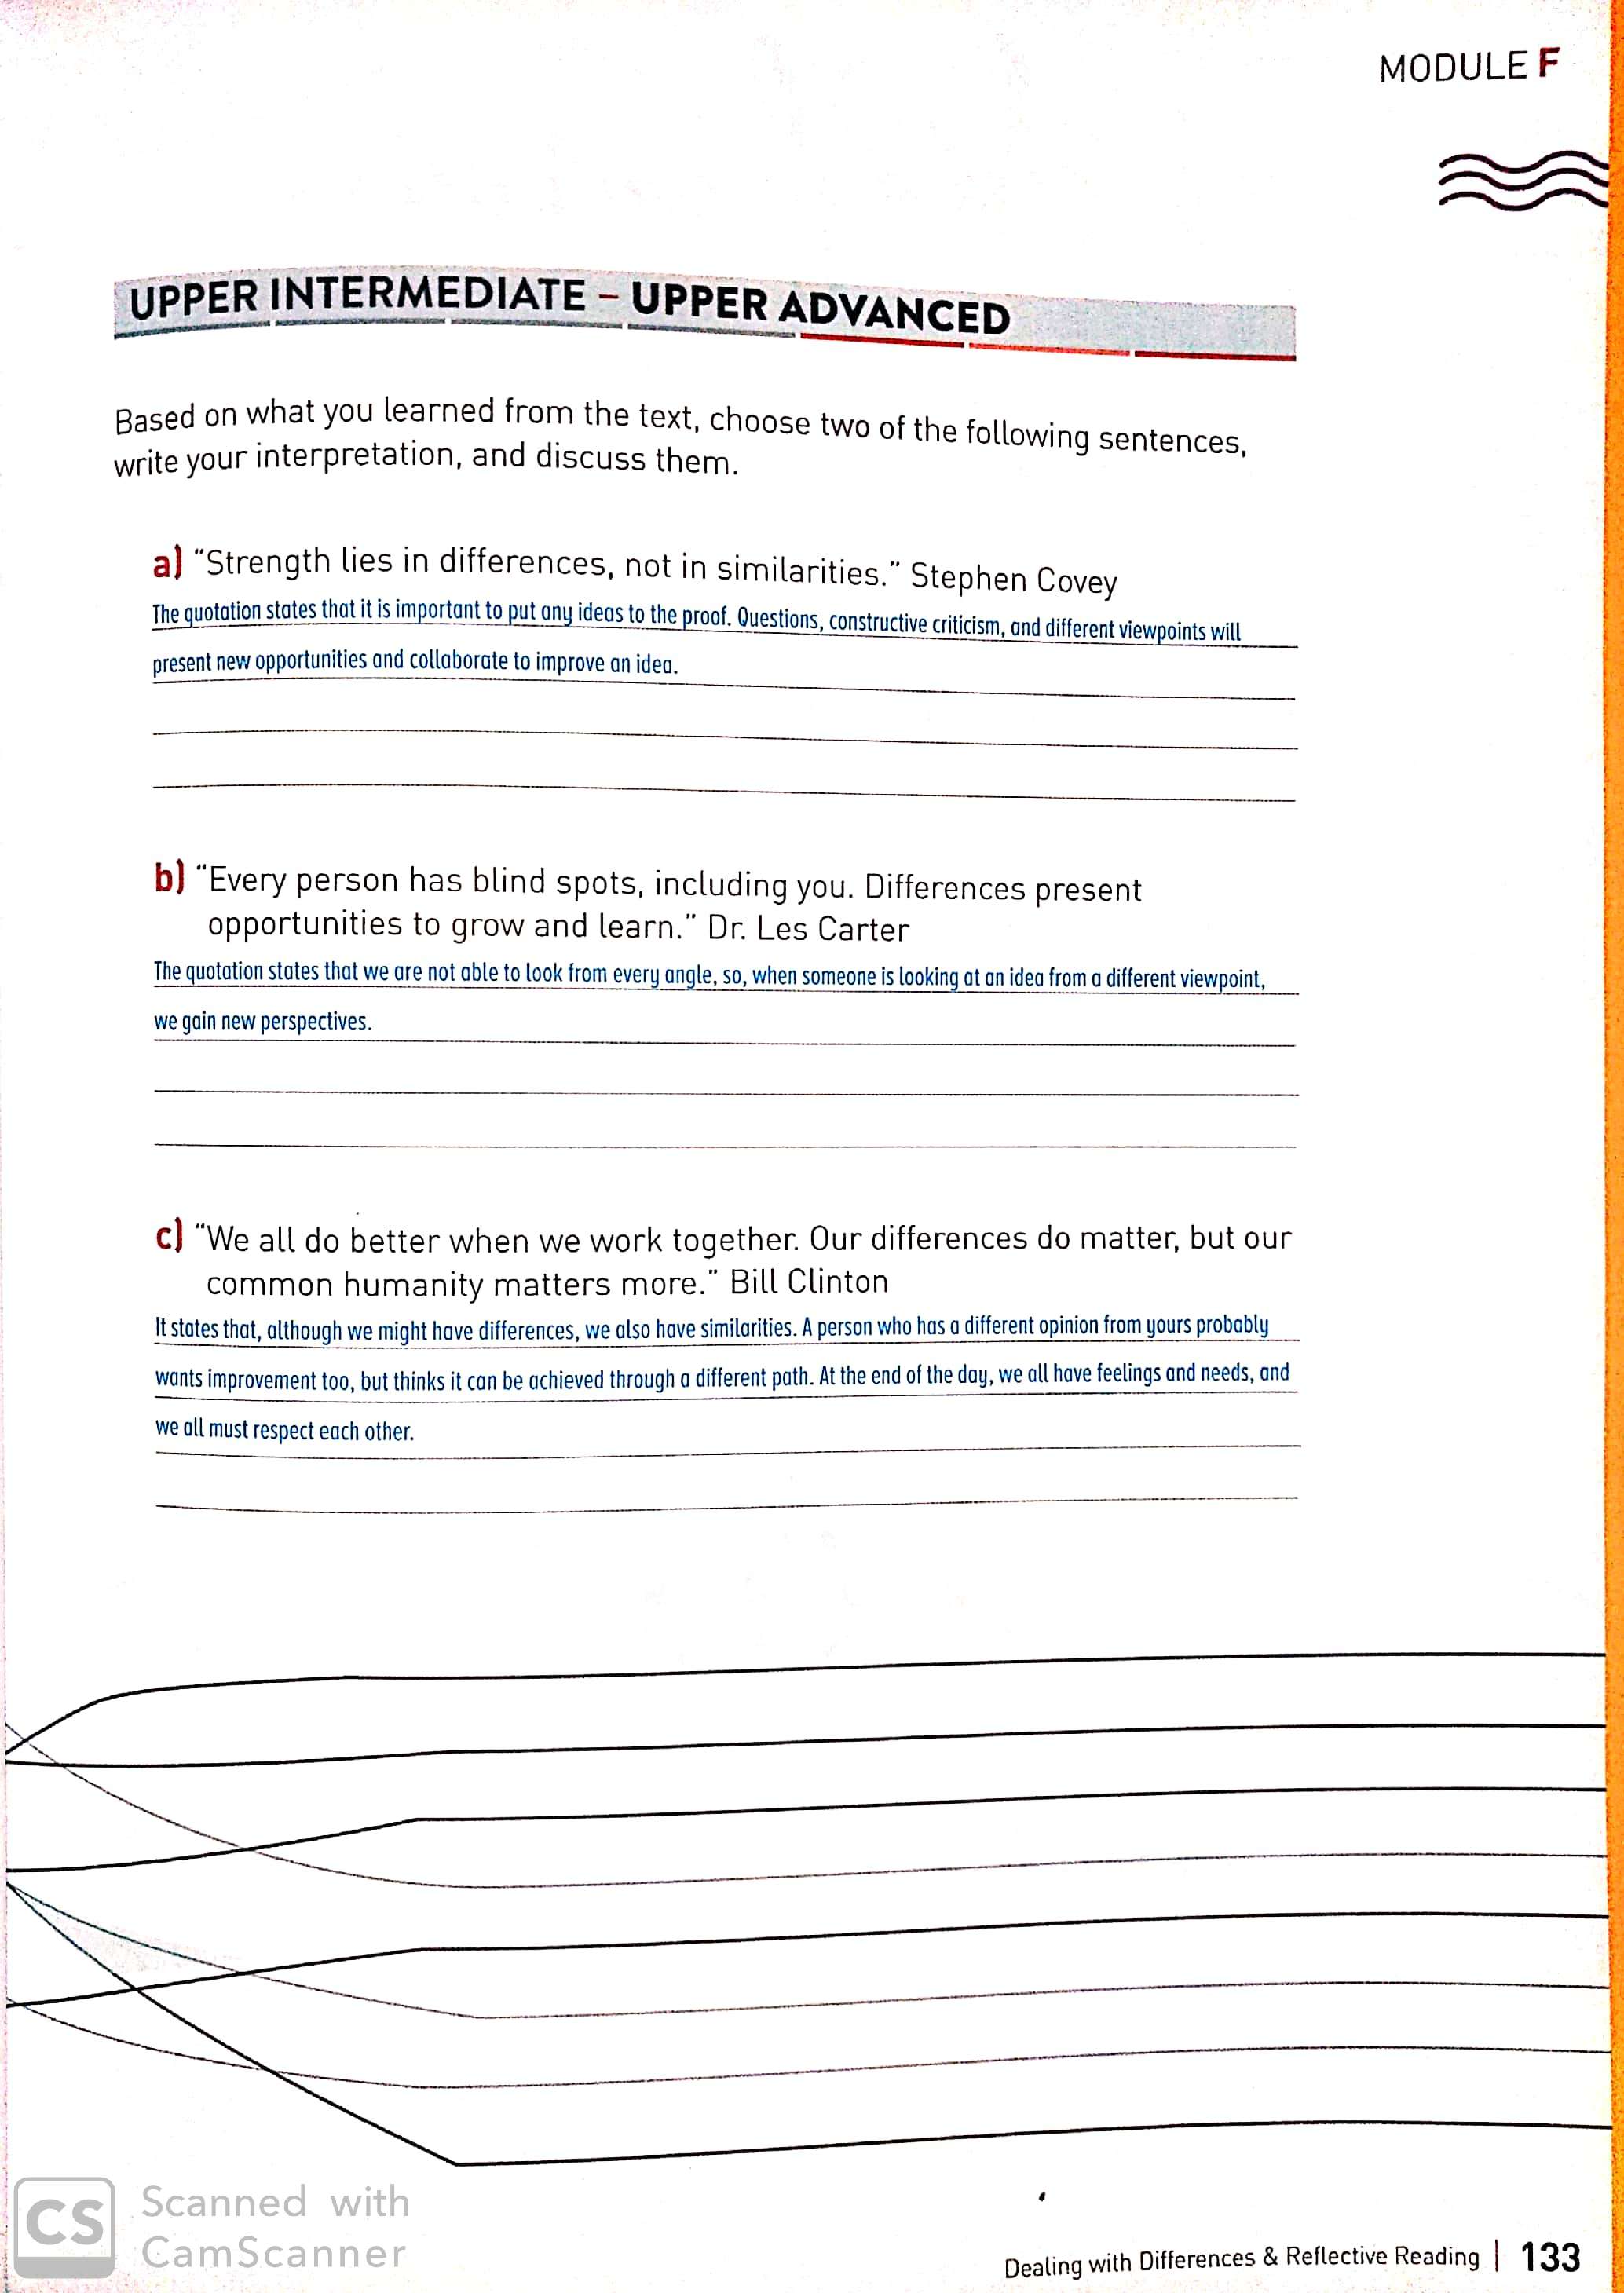 MODULE F
UPPER INTERMEDIATE – UPPER ADVANCED
Based on what you learned from the text, choose two of the following sentences,
write your interpretation, and discuss them.
a) “Strength lies in differences, not in similarities.” Stephen Covey
The quotation states that it is important to put any ideas to the proof. Questions, constructive criticism, and different viewpoints will
present new opportunities and collaborate to improve an idea.
b) “Every person has blind spots, including you. Differences present
opportunities to grow and learn.” Dr. Les Carter
The quotation states that we are not able to look from every angle, so, when someone is looking at an idea from a different viewpoint,
we gain new perspectives.
c) “We all do better when we work together. Our differences do matter, but our
common humanity matters more.” Bill Clinton
It states that, although we might have differences, we also have similarities. A person who has a different opinion from yours probably
wants improvement too, but thinks it can be achieved through a different path. At the end of the day, we all have feelings and needs, and
we all must respect each other.
CS Scanned with
CamScanner
Dealing with Differences & Reflective Reading | 133